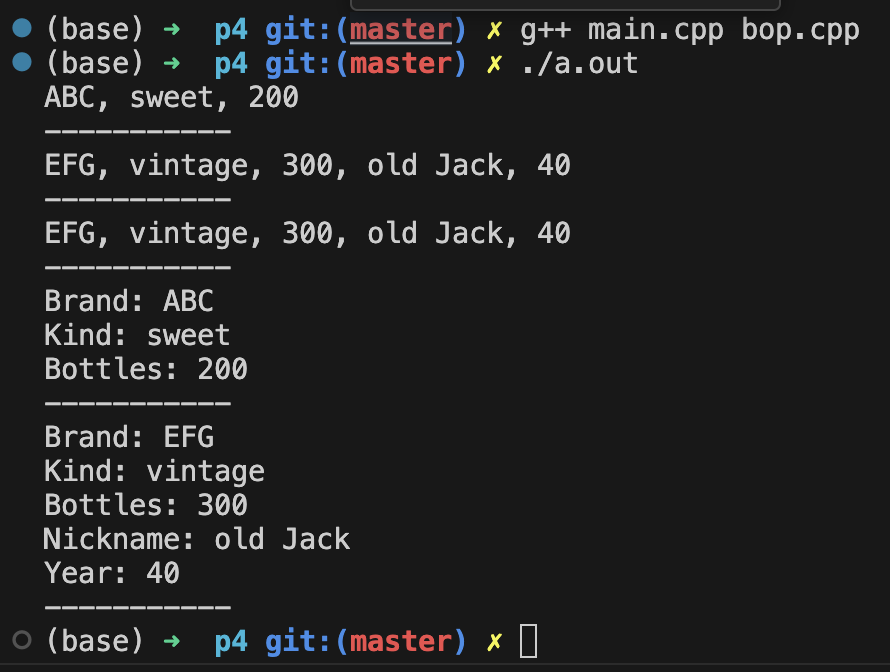 (base) ➜  p4 git:(master) ✗ g++ main.cpp bop.cpp
(base) ➜  p4 git:(master) ✗ ./a.out
ABC, sweet, 200
-----------
EFG, vintage, 300, old Jack, 40
-----------
EFG, vintage, 300, old Jack, 40
-----------
Brand: ABC
Kind: sweet
Bottles: 200
-----------
Brand: EFG
Kind: vintage
Bottles: 300
Nickname: old Jack
Year: 40
-----------
(base) ➜  p4 git:(master) ✗